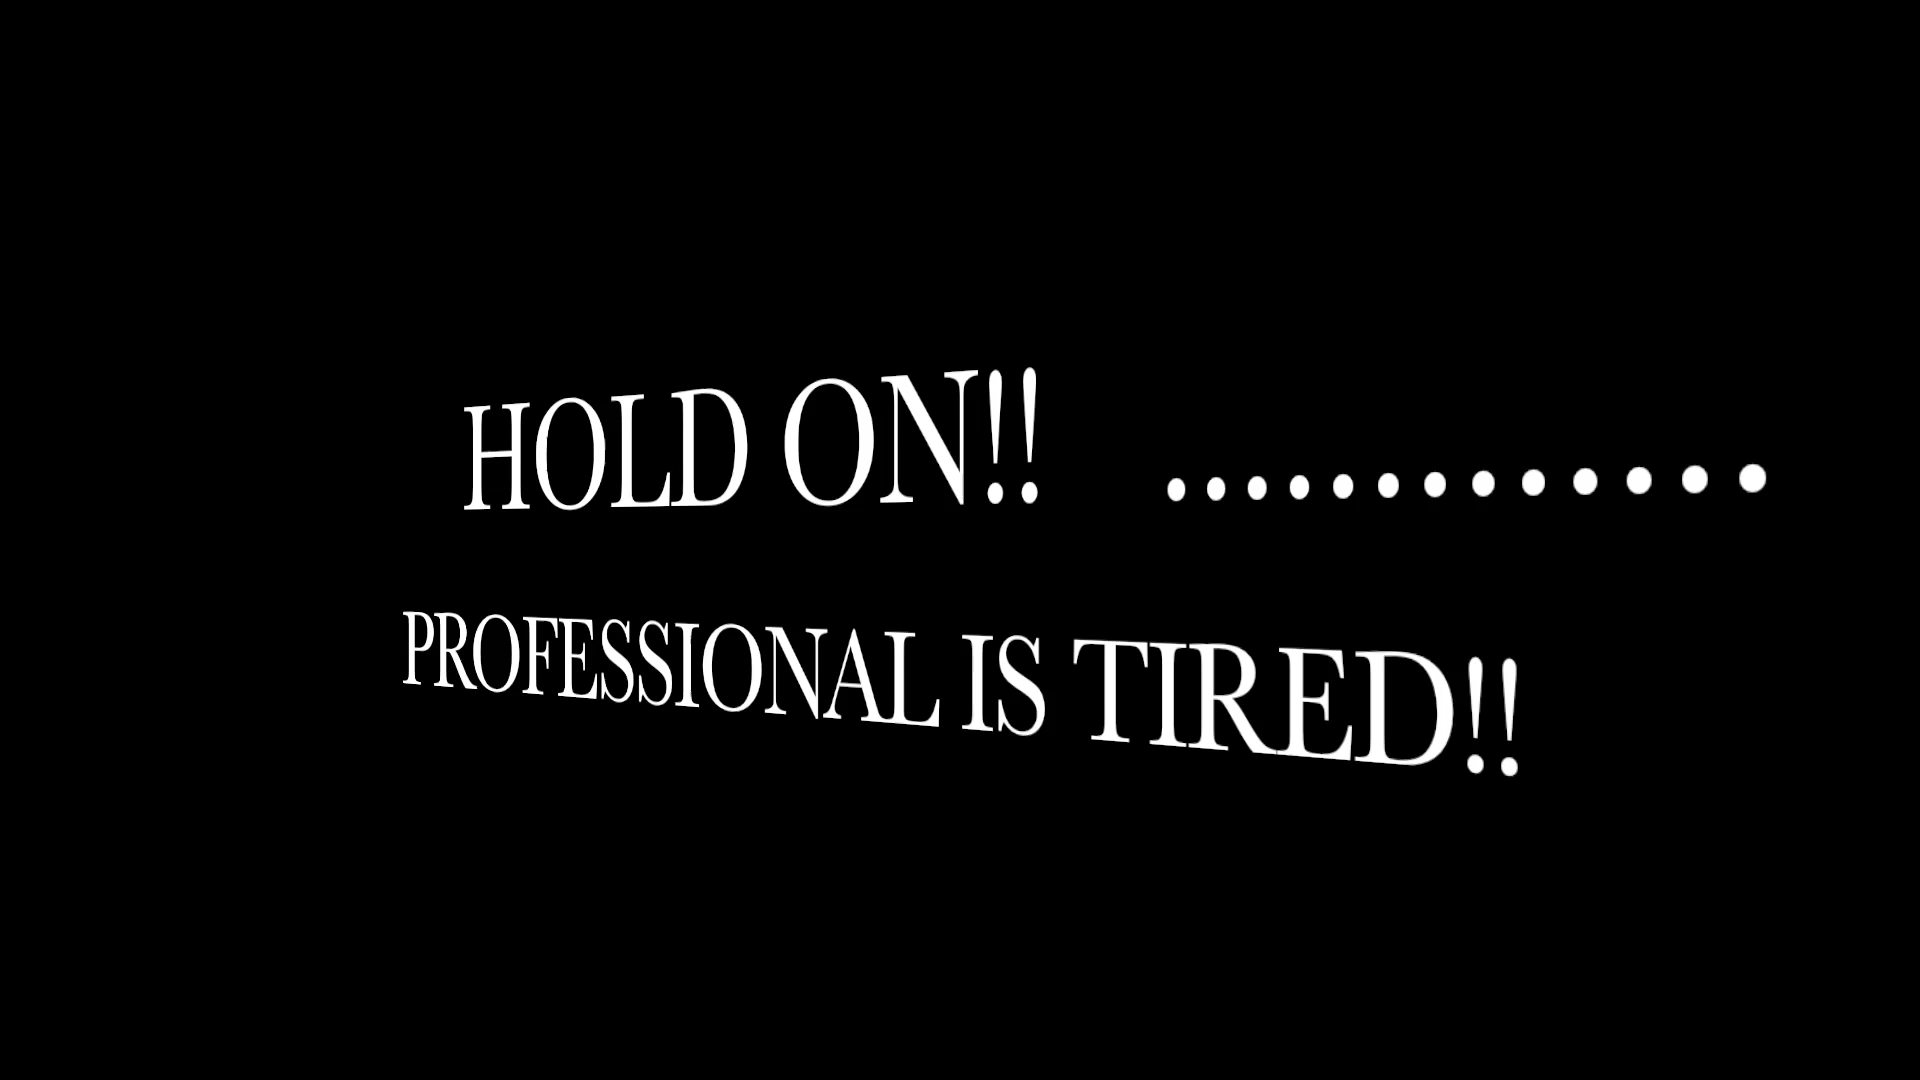 HOLD ON!! .............
PROFESSIONAL IS TIRED!!